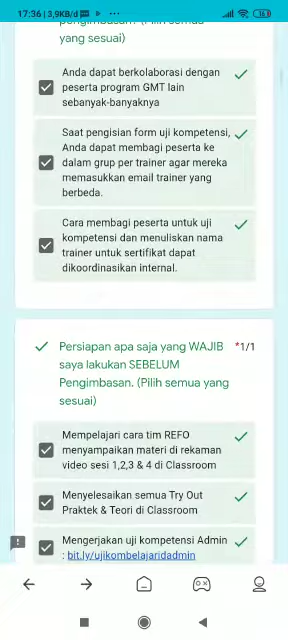 17:36 | 3,9KB/d
yang sesuai)
Anda dapat berkolaborasi dengan
peserta program GMT lain
sebanyak-banyaknya
Saat pengisian form uji kompetensi,
Anda dapat membagi peserta ke
dalam grup per trainer agar mereka
memasukkan email trainer yang
berbeda.
Cara membagi peserta untuk uji
kompetensi dan menuliskan nama
trainer untuk sertifikat dapat
dikoordinasikan internal.
Persiapan apa saja yang WAJIB *1/1
saya lakukan SEBELUM
Pengimbasan. (Pilih semua yang
sesuai)
Mempelajari cara tim REFO
menyampaikan materi di rekaman
video sesi 1,2,3 & 4 di Classroom
Menyelesaikan semua Try Out
Praktek & Teori di Classroom
Mengerjakan uji kompetensi Admin
: bit.ly/ujikombelajaridadmin